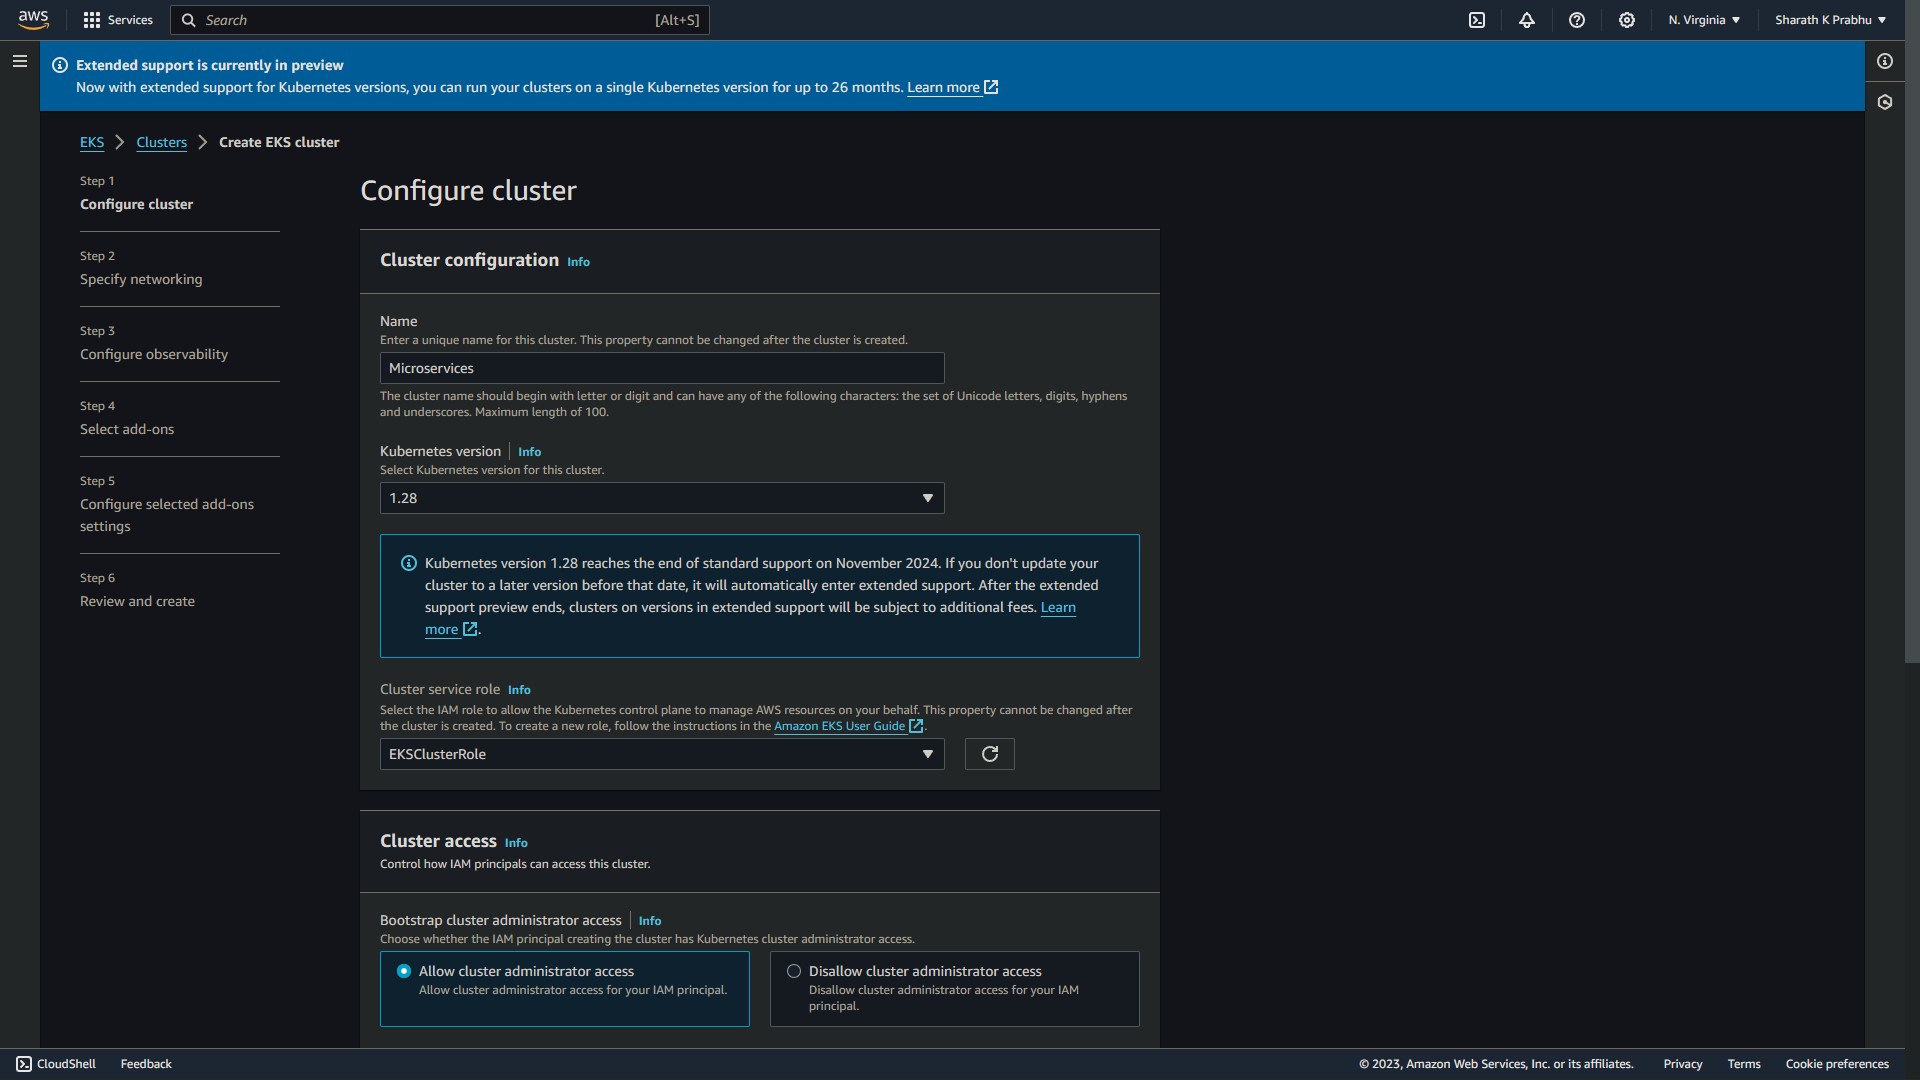 aws
Services
Search
[Alt+S]
N. Virginia
Sharath K Prabhu
Extended support is currently in preview
Now with extended support for Kubernetes versions, you can run your clusters on a single Kubernetes version for up to 26 months. Learn more
EKS
Clusters
Create EKS cluster
Step 1
Configure cluster
Step 2
Specify networking
Step 3
Configure observability
Step 4
Select add-ons
Step 5
Configure selected add-ons
settings
Step 6
Review and create
Configure cluster
Cluster configuration Info
Name
Enter a unique name for this cluster. This property cannot be changed after the cluster is created.
Microservices
The cluster name should begin with letter or digit and can have any of the following characters: the set of Unicode letters, digits, hyphens
and underscores. Maximum length of 100.
Kubernetes version Info
Select Kubernetes version for this cluster.
1.28
Kubernetes version 1.28 reaches the end of standard support on November 2024. If you don't update your
cluster to a later version before that date, it will automatically enter extended support. After the extended
support preview ends, clusters on versions in extended support will be subject to additional fees. Learn
more.
Cluster service role Info
Select the IAM role to allow the Kubernetes control plane to manage AWS resources on your behalf. This property cannot be changed after
the cluster is created. To create a new role, follow the instructions in the Amazon EKS User Guide.
EKSClusterRole
Cluster access Info
Control how IAM principals can access this cluster.
Bootstrap cluster administrator access Info
Choose whether the IAM principal creating the cluster has Kubernetes cluster administrator access.
Allow cluster administrator access
Allow cluster administrator access for your IAM principal.
Disallow cluster administrator access
Disallow cluster administrator access for your IAM
principal.
CloudShell
Feedback
© 2023, Amazon Web Services, Inc. or its affiliates.
Privacy
Terms
Cookie preferences